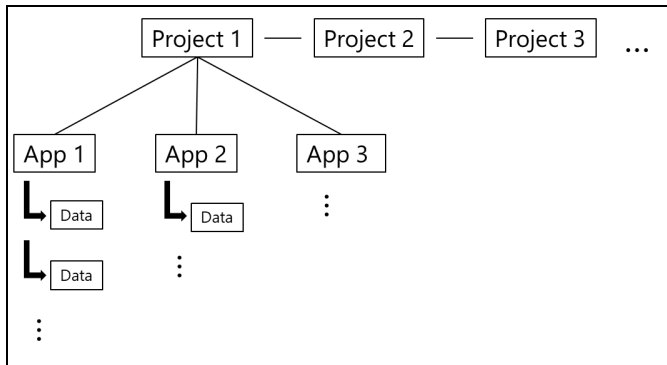 Project 1
Project 2
Project 3
...
App 1
App 2
App 3
Data
Data
Data